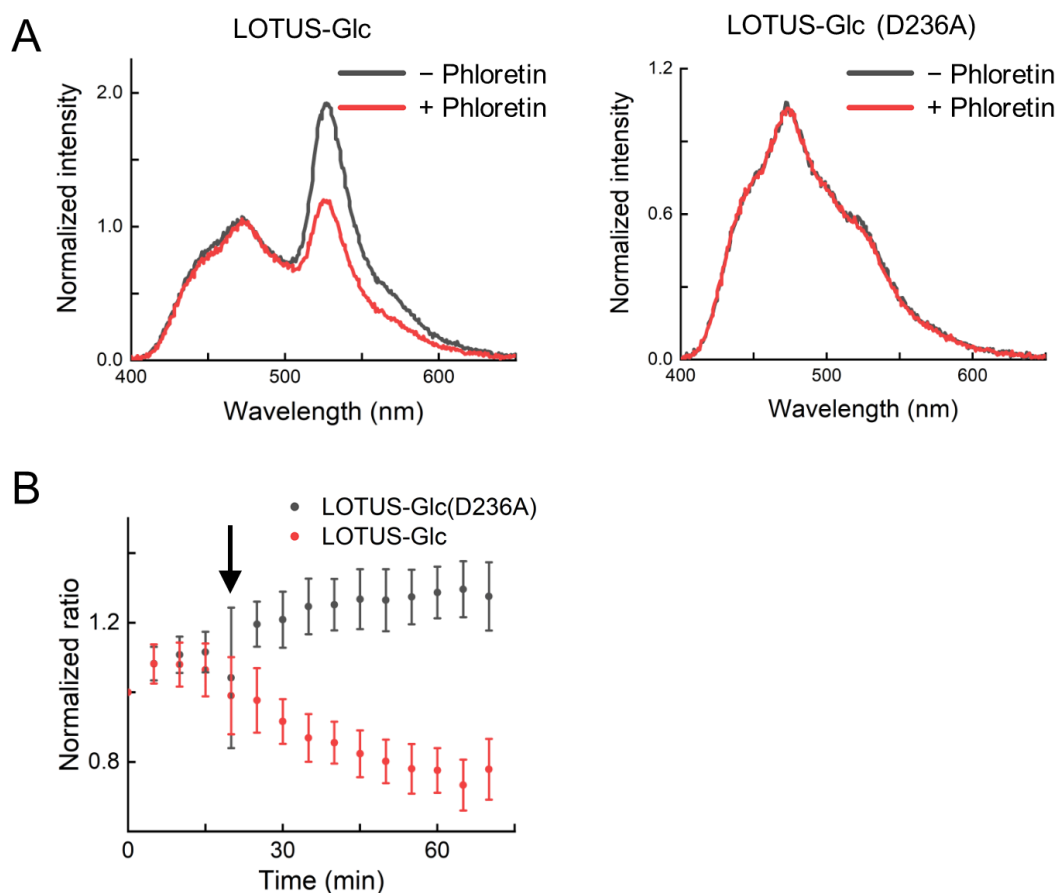 A
LOTUS-Glc
− Phloretin
+ Phloretin
Normalized intensity
2.0
1.0
0.0
400
500
600
Wavelength (nm)
LOTUS-Glc (D236A)
− Phloretin
+ Phloretin
Normalized intensity
1.2
0.6
0.0
400
500
600
Wavelength (nm)
B
LOTUS-Glc(D236A)
LOTUS-Glc
Normalized ratio
1.2
0.8
0
30
60
Time (min)